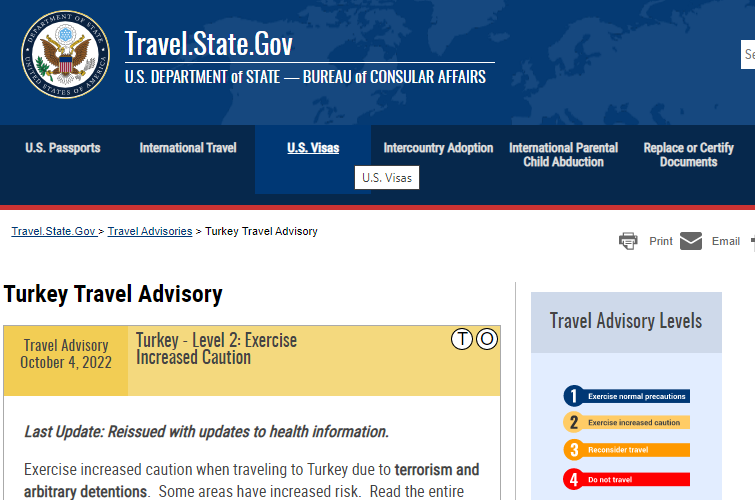 DEPARTMENT OF STATE
UNITED STATES OF AMERICA
Travel.State.Gov
U.S. DEPARTMENT of STATE — BUREAU of CONSULAR AFFAIRS
Se
U.S. Passports
International Travel
U.S. Visas
Intercountry Adoption
International Parental
Child Abduction
Replace or Certify
Documents
U.S. Visas
Travel.State.Gov > Travel Advisories > Turkey Travel Advisory
Print
Email
Turkey Travel Advisory
Travel Advisory
October 4, 2022
Turkey - Level 2: Exercise
Increased Caution
T O
Last Update: Reissued with updates to health information.
Exercise increased caution when traveling to Turkey due to terrorism and
arbitrary detentions. Some areas have increased risk. Read the entire
Travel Advisory Levels
1 Exercise normal precautions
2 Exercise increased caution
3 Reconsider travel
4 Do not travel